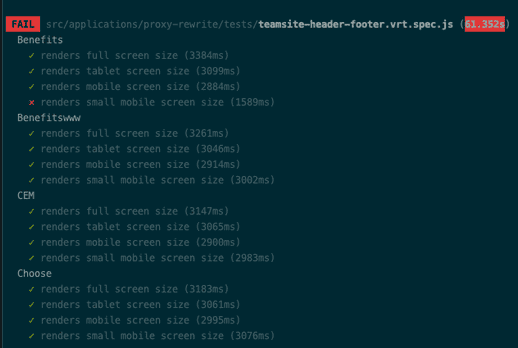 FAIL src/applications/proxy-rewrite/tests/teamsite-header-footer.vrt.spec.js (61.352s)
Benefits
✓ renders full screen size (3384ms)
✓ renders tablet screen size (3099ms)
✓ renders mobile screen size (2884ms)
✗ renders small mobile screen size (1589ms)
Benefitswww
✓ renders full screen size (3261ms)
✓ renders tablet screen size (3046ms)
✓ renders mobile screen size (2914ms)
✓ renders small mobile screen size (3002ms)
CEM
✓ renders full screen size (3147ms)
✓ renders tablet screen size (3065ms)
✓ renders mobile screen size (2900ms)
✓ renders small mobile screen size (2983ms)
Choose
✓ renders full screen size (3183ms)
✓ renders tablet screen size (3061ms)
✓ renders mobile screen size (2995ms)
✓ renders small mobile screen size (3076ms)